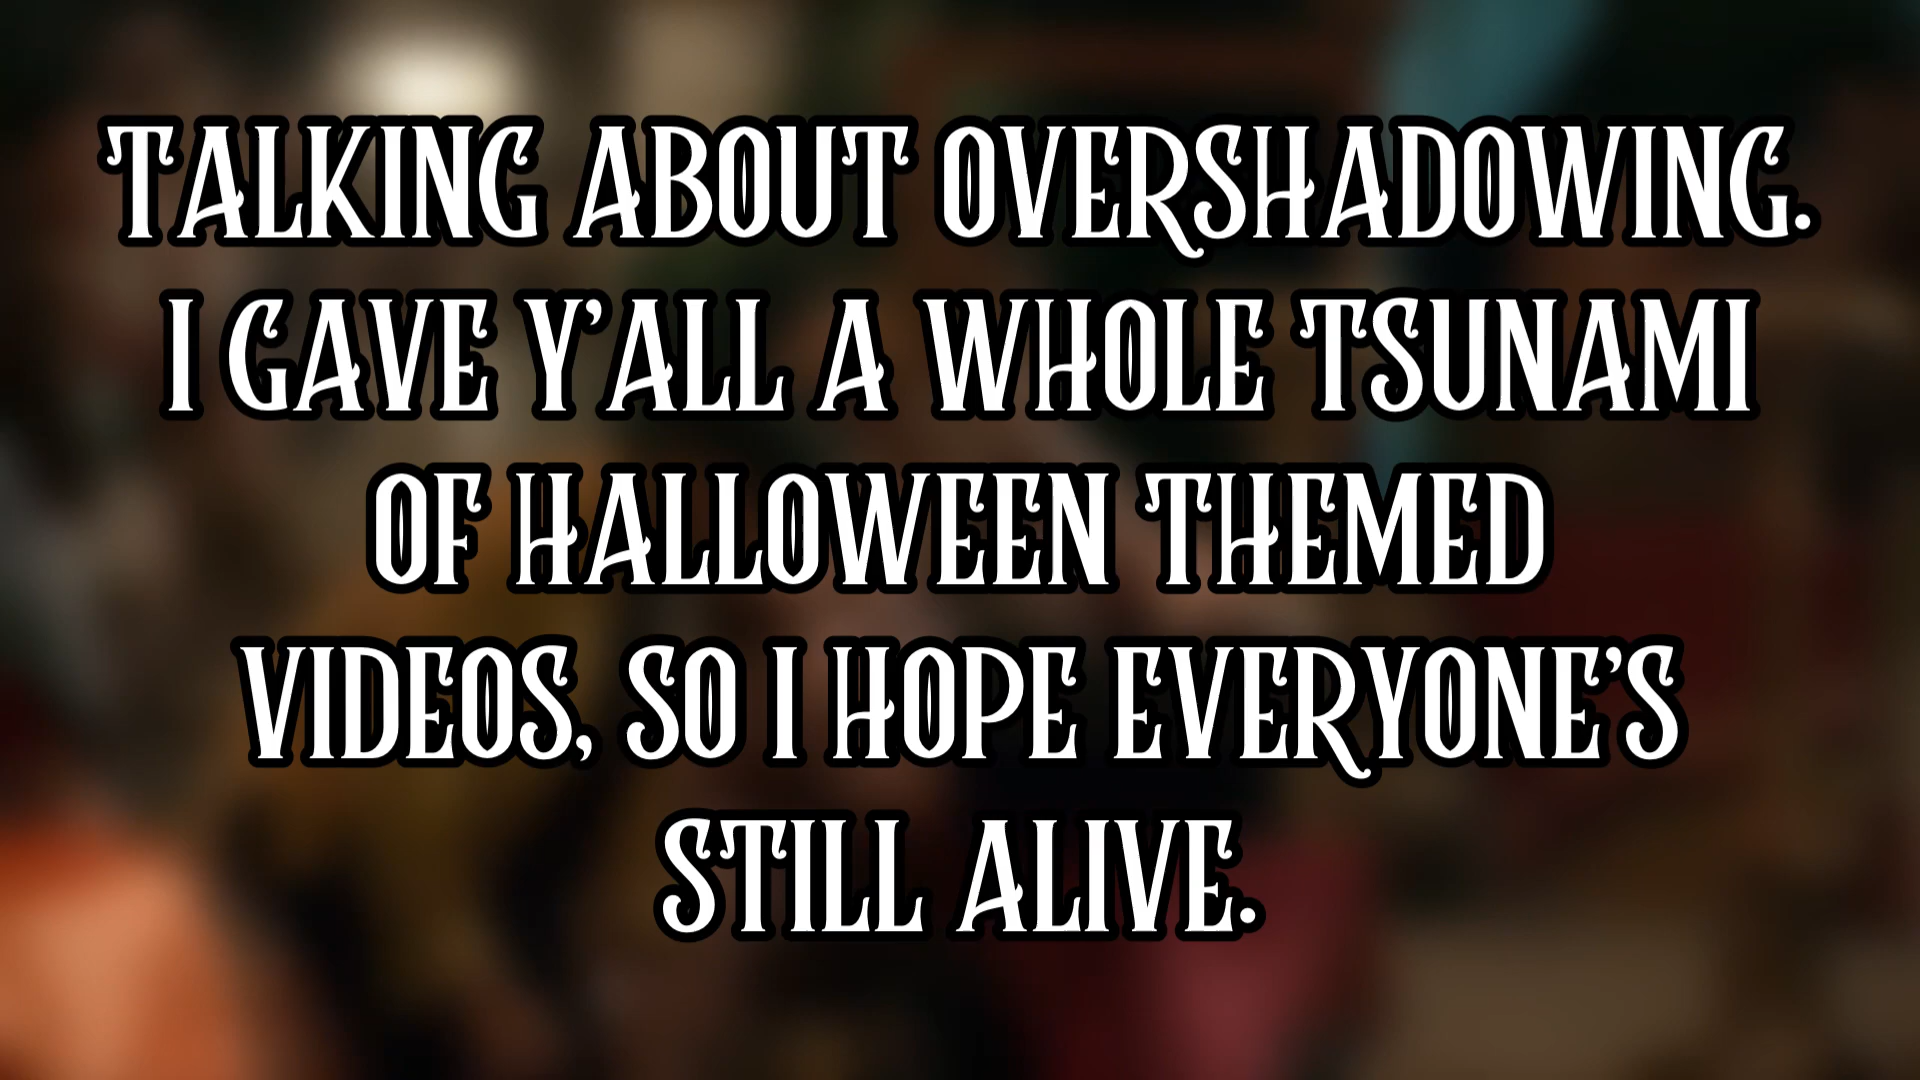 TALKING ABOUT OVERSHADOWING.
I GAVE Y’ALL A WHOLE TSUNAMI
OF HALLOWEEN THEMED
VIDEOS, SO I HOPE EVERYONE’S
STILL ALIVE.